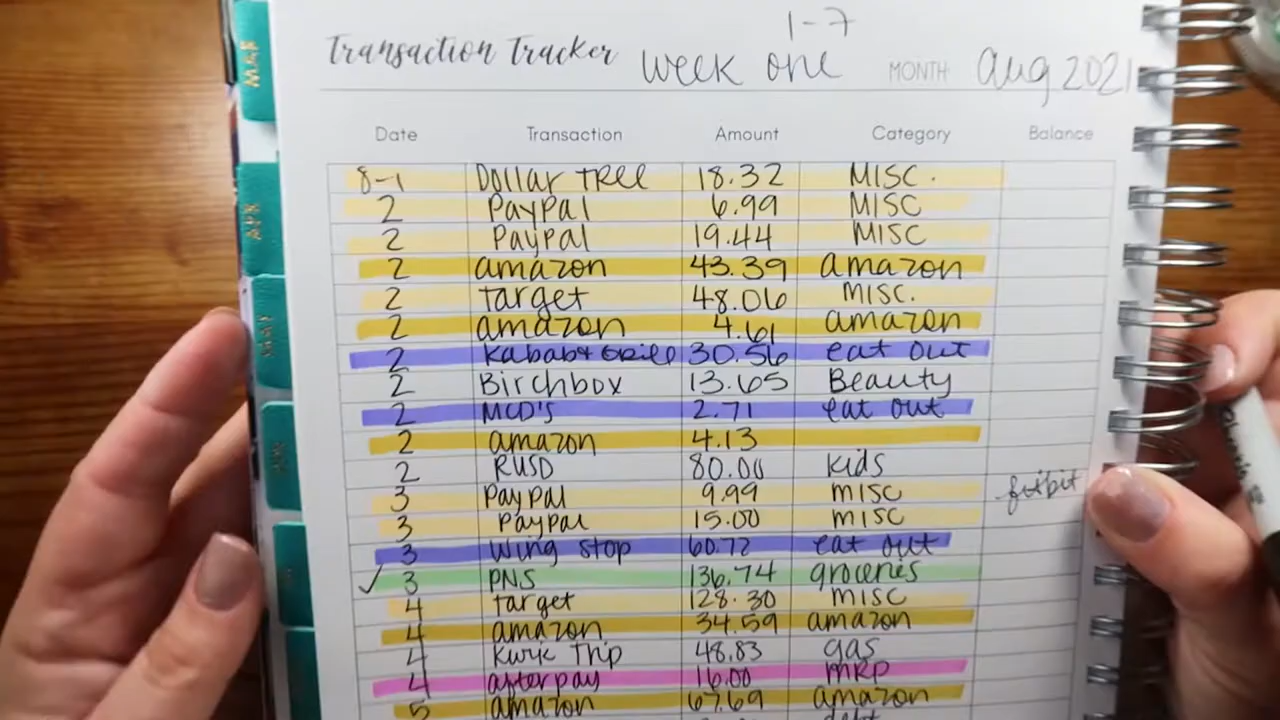 1-7
Transaction Tracker week one MONTH Aug 2021
Date Transaction Amount Category Balance
8-1 Dollar Tree 18.32 MISC.
2 PayPal 6.99 MISC
2 PayPal 19.44 MISC
2 amazon 43.39 amazon
2 target 48.06 MISC.
2 amazon 4.61 amazon
2 Kabab+Grill 30.56 eat out
2 Birchbox 13.65 Beauty
2 MCD's 2.71 eat out
2 amazon 4.13
2 RUSD 80.00 kids
3 PayPal 9.99 misc fitbit
3 PayPal 15.00 misc
3 Wing stop 60.72 eat out
✓ 3 PNS 136.74 groceries
4 target 128.30 misc
4 amazon 34.59 amazon
4 Kwik Trip 48.83 gas
4 afterpay 16.00 MRP
5 amazon 67.69 amazon
MAR
APR
MAY